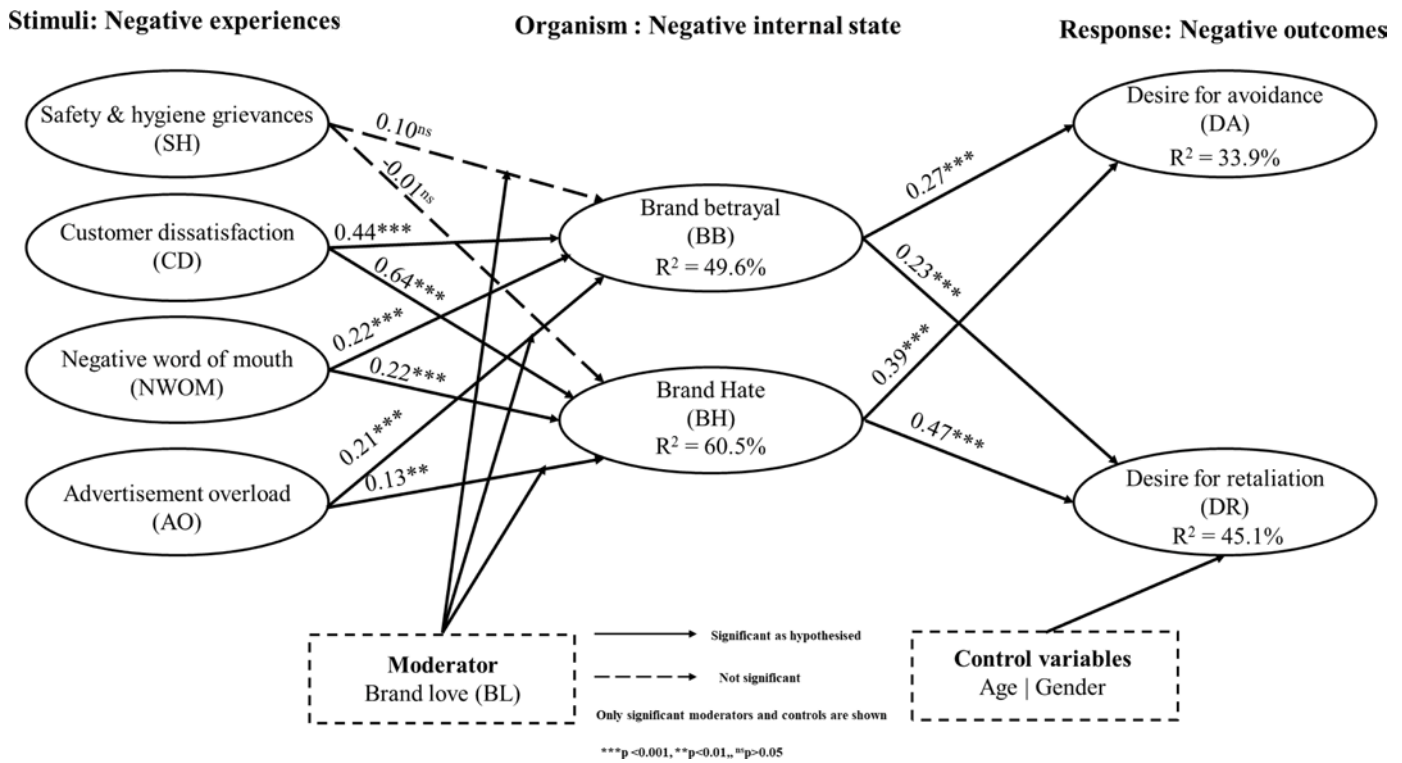 Stimuli: Negative experiences
Organism : Negative internal state
Response: Negative outcomes
Safety & hygiene grievances
(SH)
Customer dissatisfaction
(CD)
Negative word of mouth
(NWOM)
Advertisement overload
(AO)
0.10ⁿˢ
-0.01ⁿˢ
0.44***
0.64***
0.22***
0.22***
0.21***
0.13**
Brand betrayal
(BB)
R² = 49.6%
Brand Hate
(BH)
R² = 60.5%
0.27***
0.23***
0.39***
0.47***
Desire for avoidance
(DA)
R² = 33.9%
Desire for retaliation
(DR)
R² = 45.1%
Moderator
Brand love (BL)
Significant as hypothesised
Not significant
Only significant moderators and controls are shown
***p <0.001, **p<0.01,, ⁿˢp>0.05
Control variables
Age | Gender